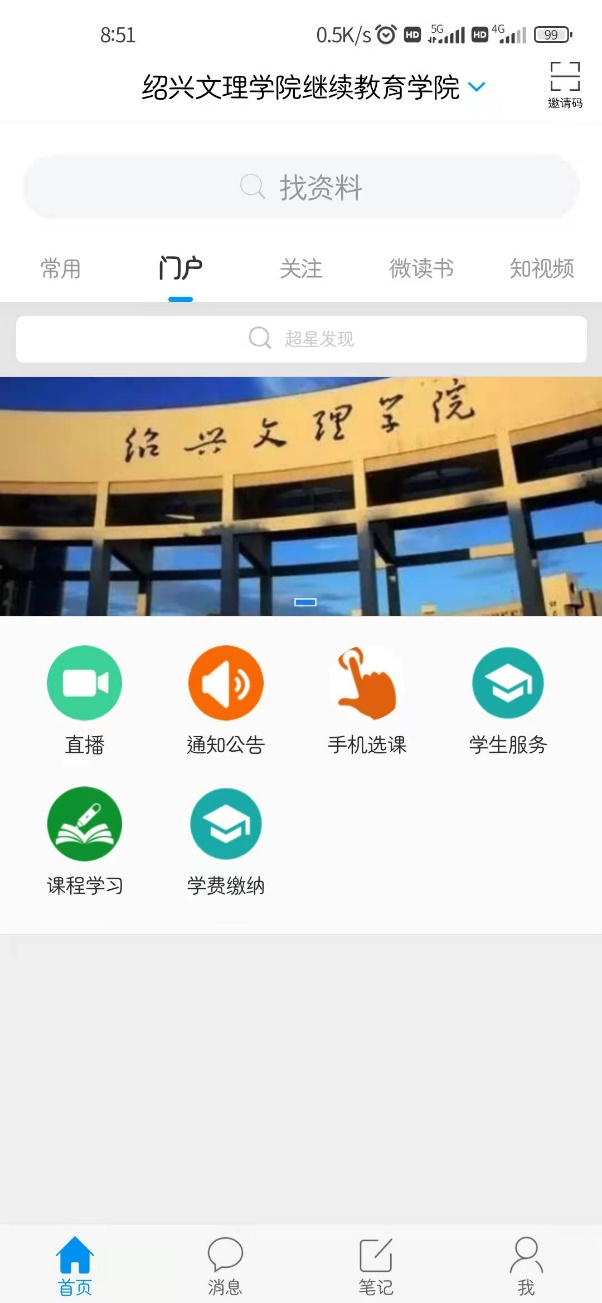 8:51 0.5K/s HD 5G HD 4G 99
绍兴文理学院继续教育学院
邀请码
找资料
常用 门户 关注 微读书 知视频
超星发现
绍兴文理学院
直播 通知公告 手机选课 学生服务
课程学习 学费缴纳
首页 消息 笔记 我